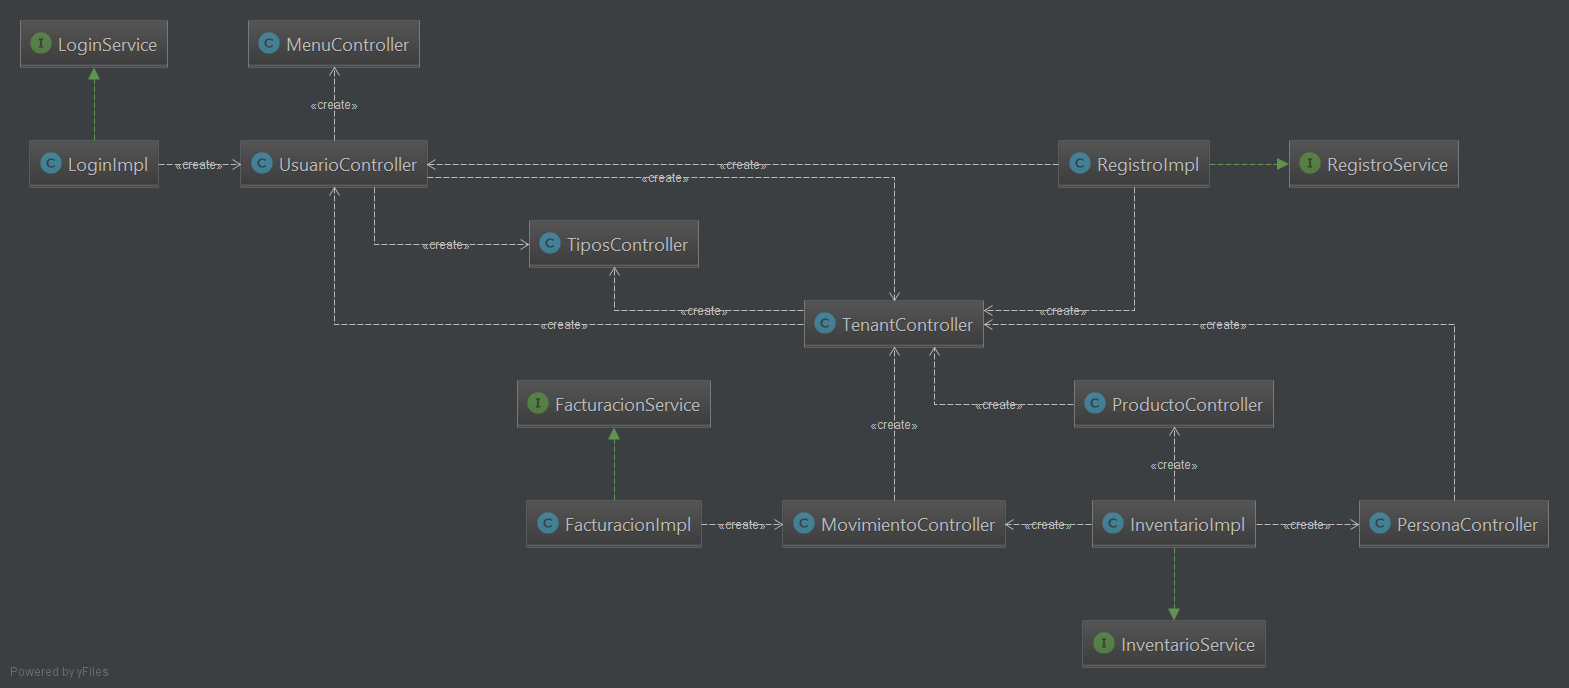 I LoginService
C MenuController
«create»
C LoginImpl
«create»
C UsuarioController
«create»
C RegistroImpl
I RegistroService
«create»
C TiposController
«create»
«create»
«create»
«create»
C TenantController
«create»
«create»
I FacturacionService
C ProductoController
«create»
«create»
«create»
C FacturacionImpl
«create»
C MovimientoController
«create»
C InventarioImpl
«create»
C PersonaController
I InventarioService
Powered by yFiles